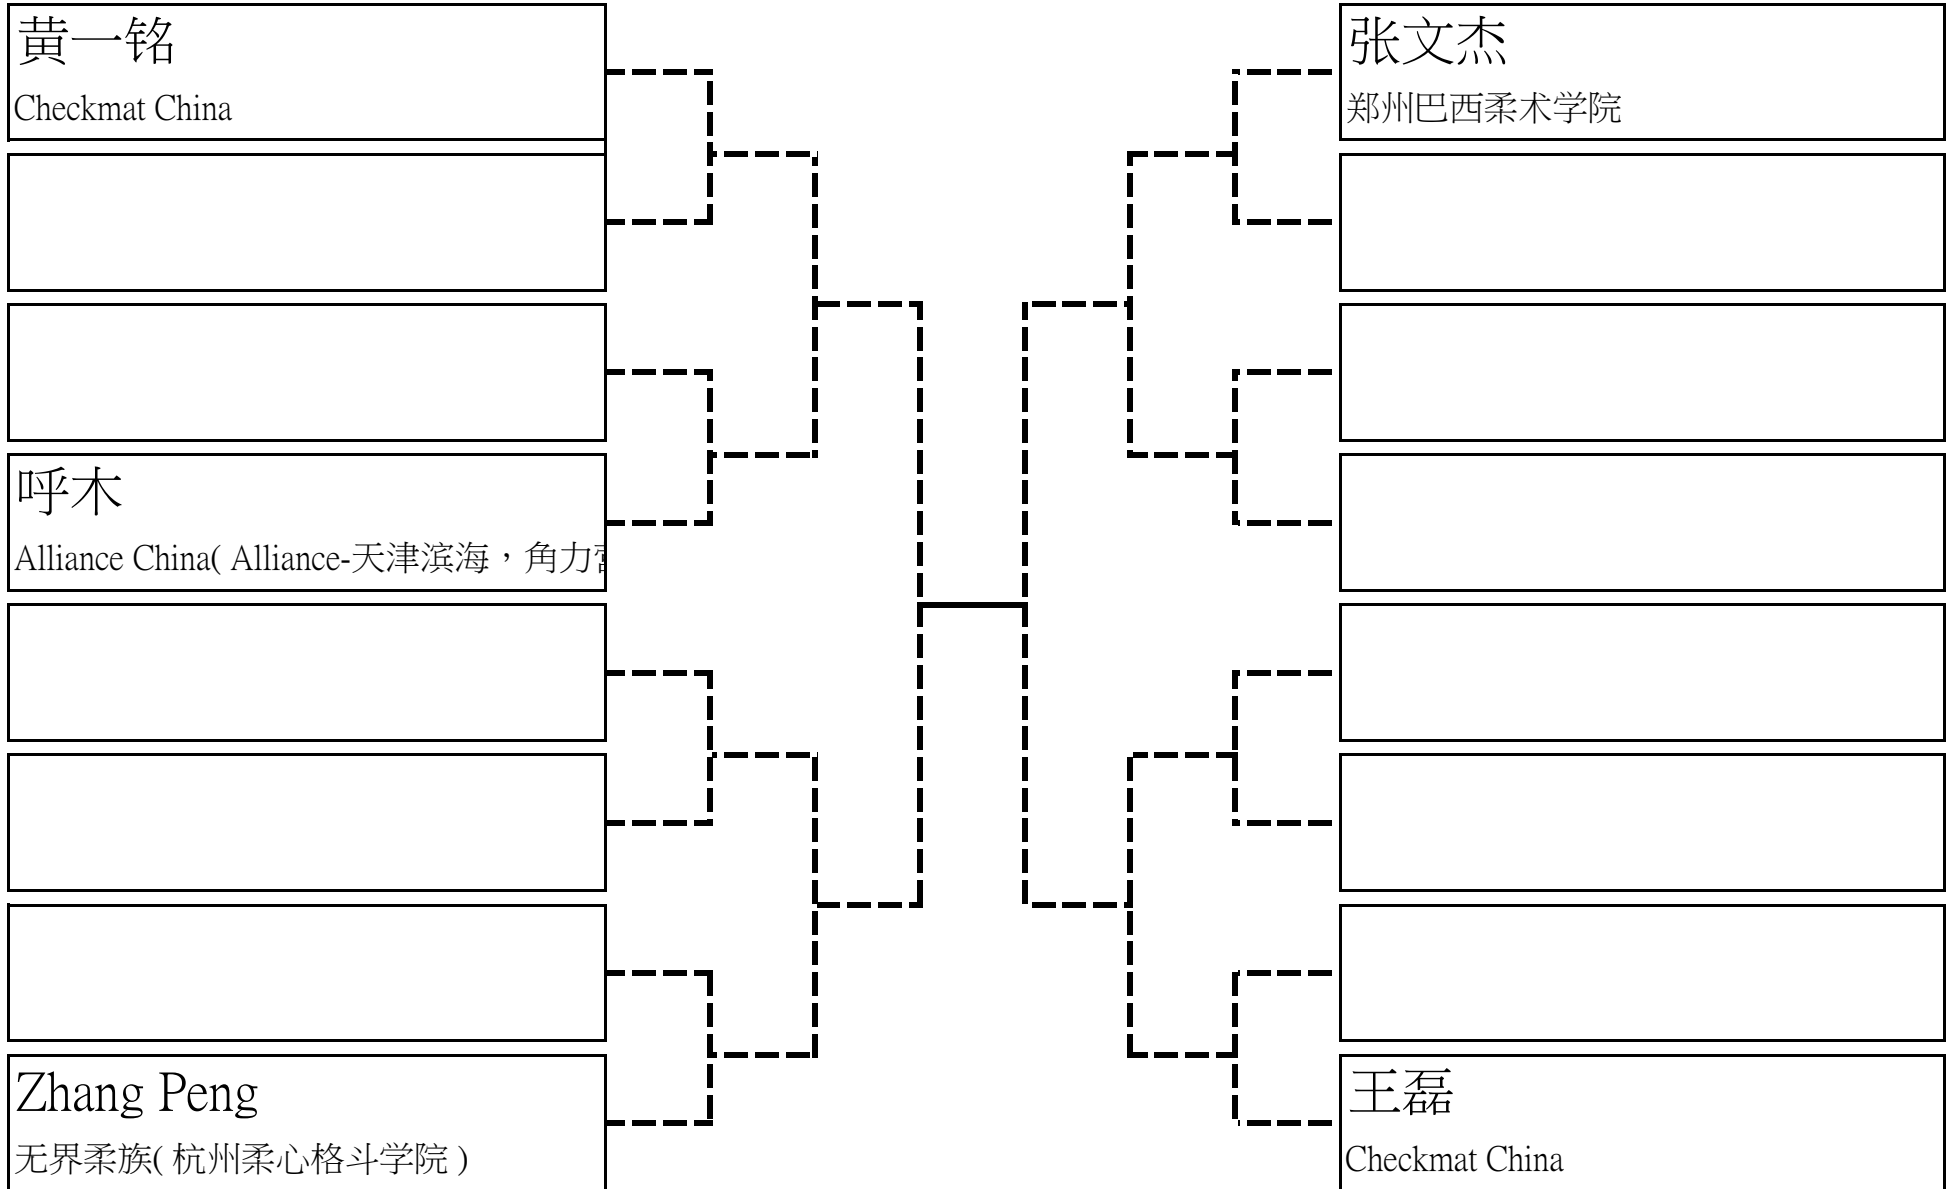 黄一铭
Checkmat China
呼木
Alliance China( Alliance-天津滨海，角力
Zhang Peng
无界柔族( 杭州柔心格斗学院 )
张文杰
郑州巴西柔术学院
王磊
Checkmat China